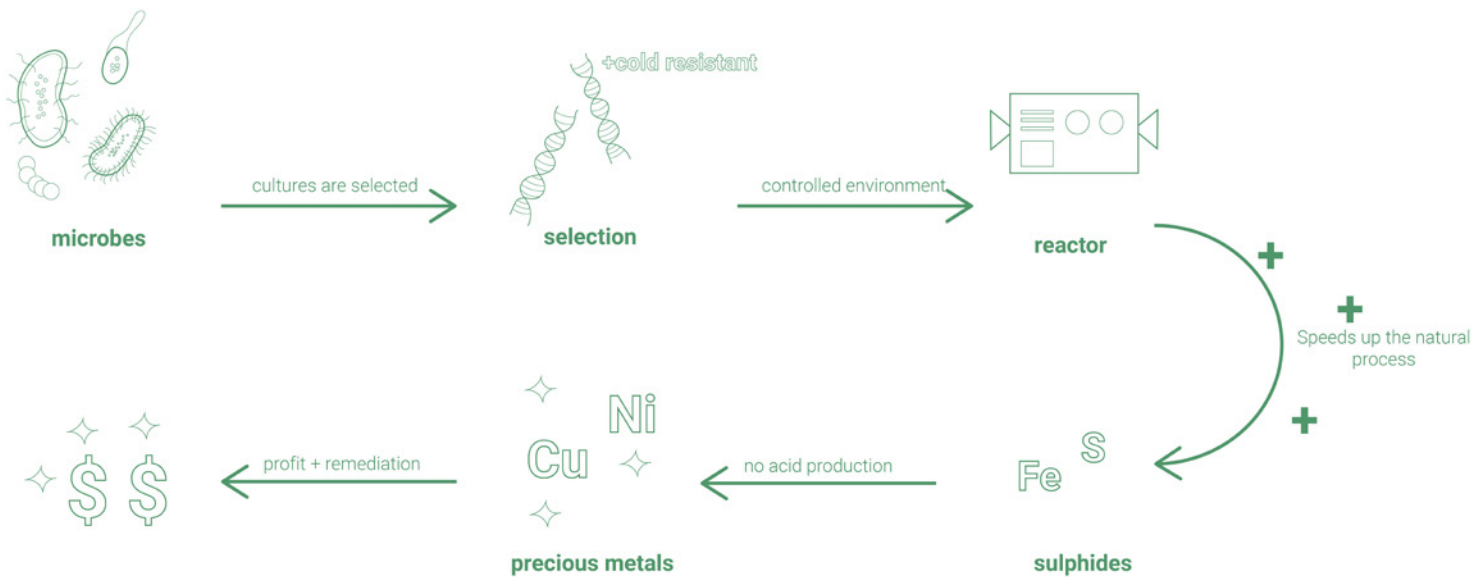 +cold resistant
cultures are selected
controlled environment
microbes
selection
reactor
Speeds up the natural
process
Ni
Cu
S
Fe
$ $
profit + remediation
no acid production
precious metals
sulphides